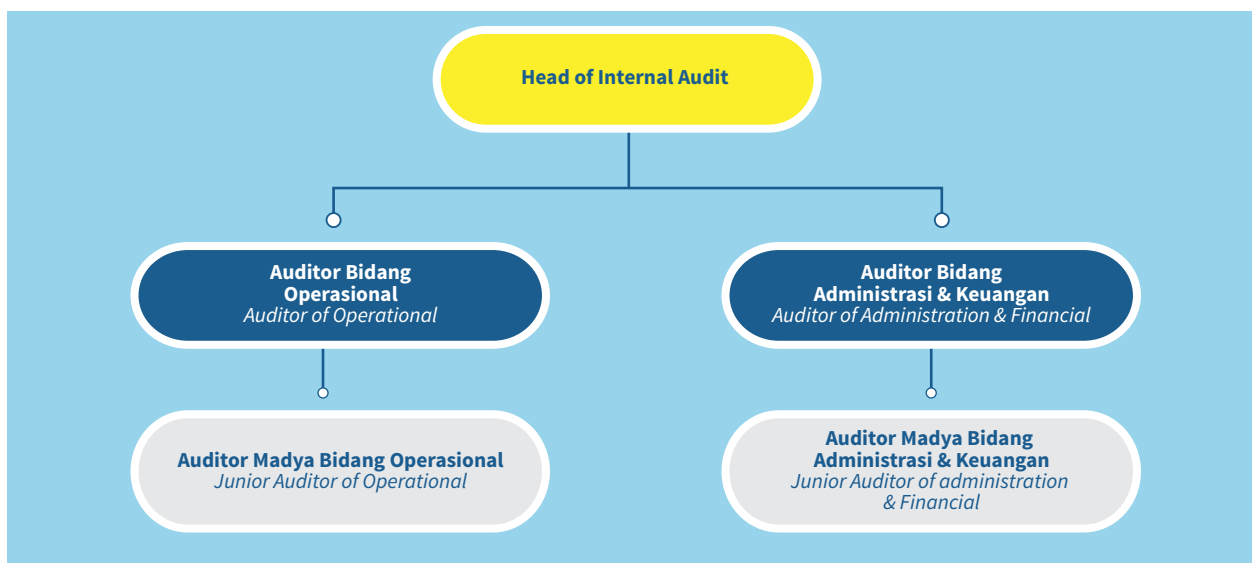 Head of Internal Audit
Auditor Bidang
Operasional
Auditor of Operational
Auditor Bidang
Administrasi & Keuangan
Auditor of Administration & Financial
Auditor Madya Bidang Operasional
Junior Auditor of Operational
Auditor Madya Bidang
Administrasi & Keuangan
Junior Auditor of administration
& Financial